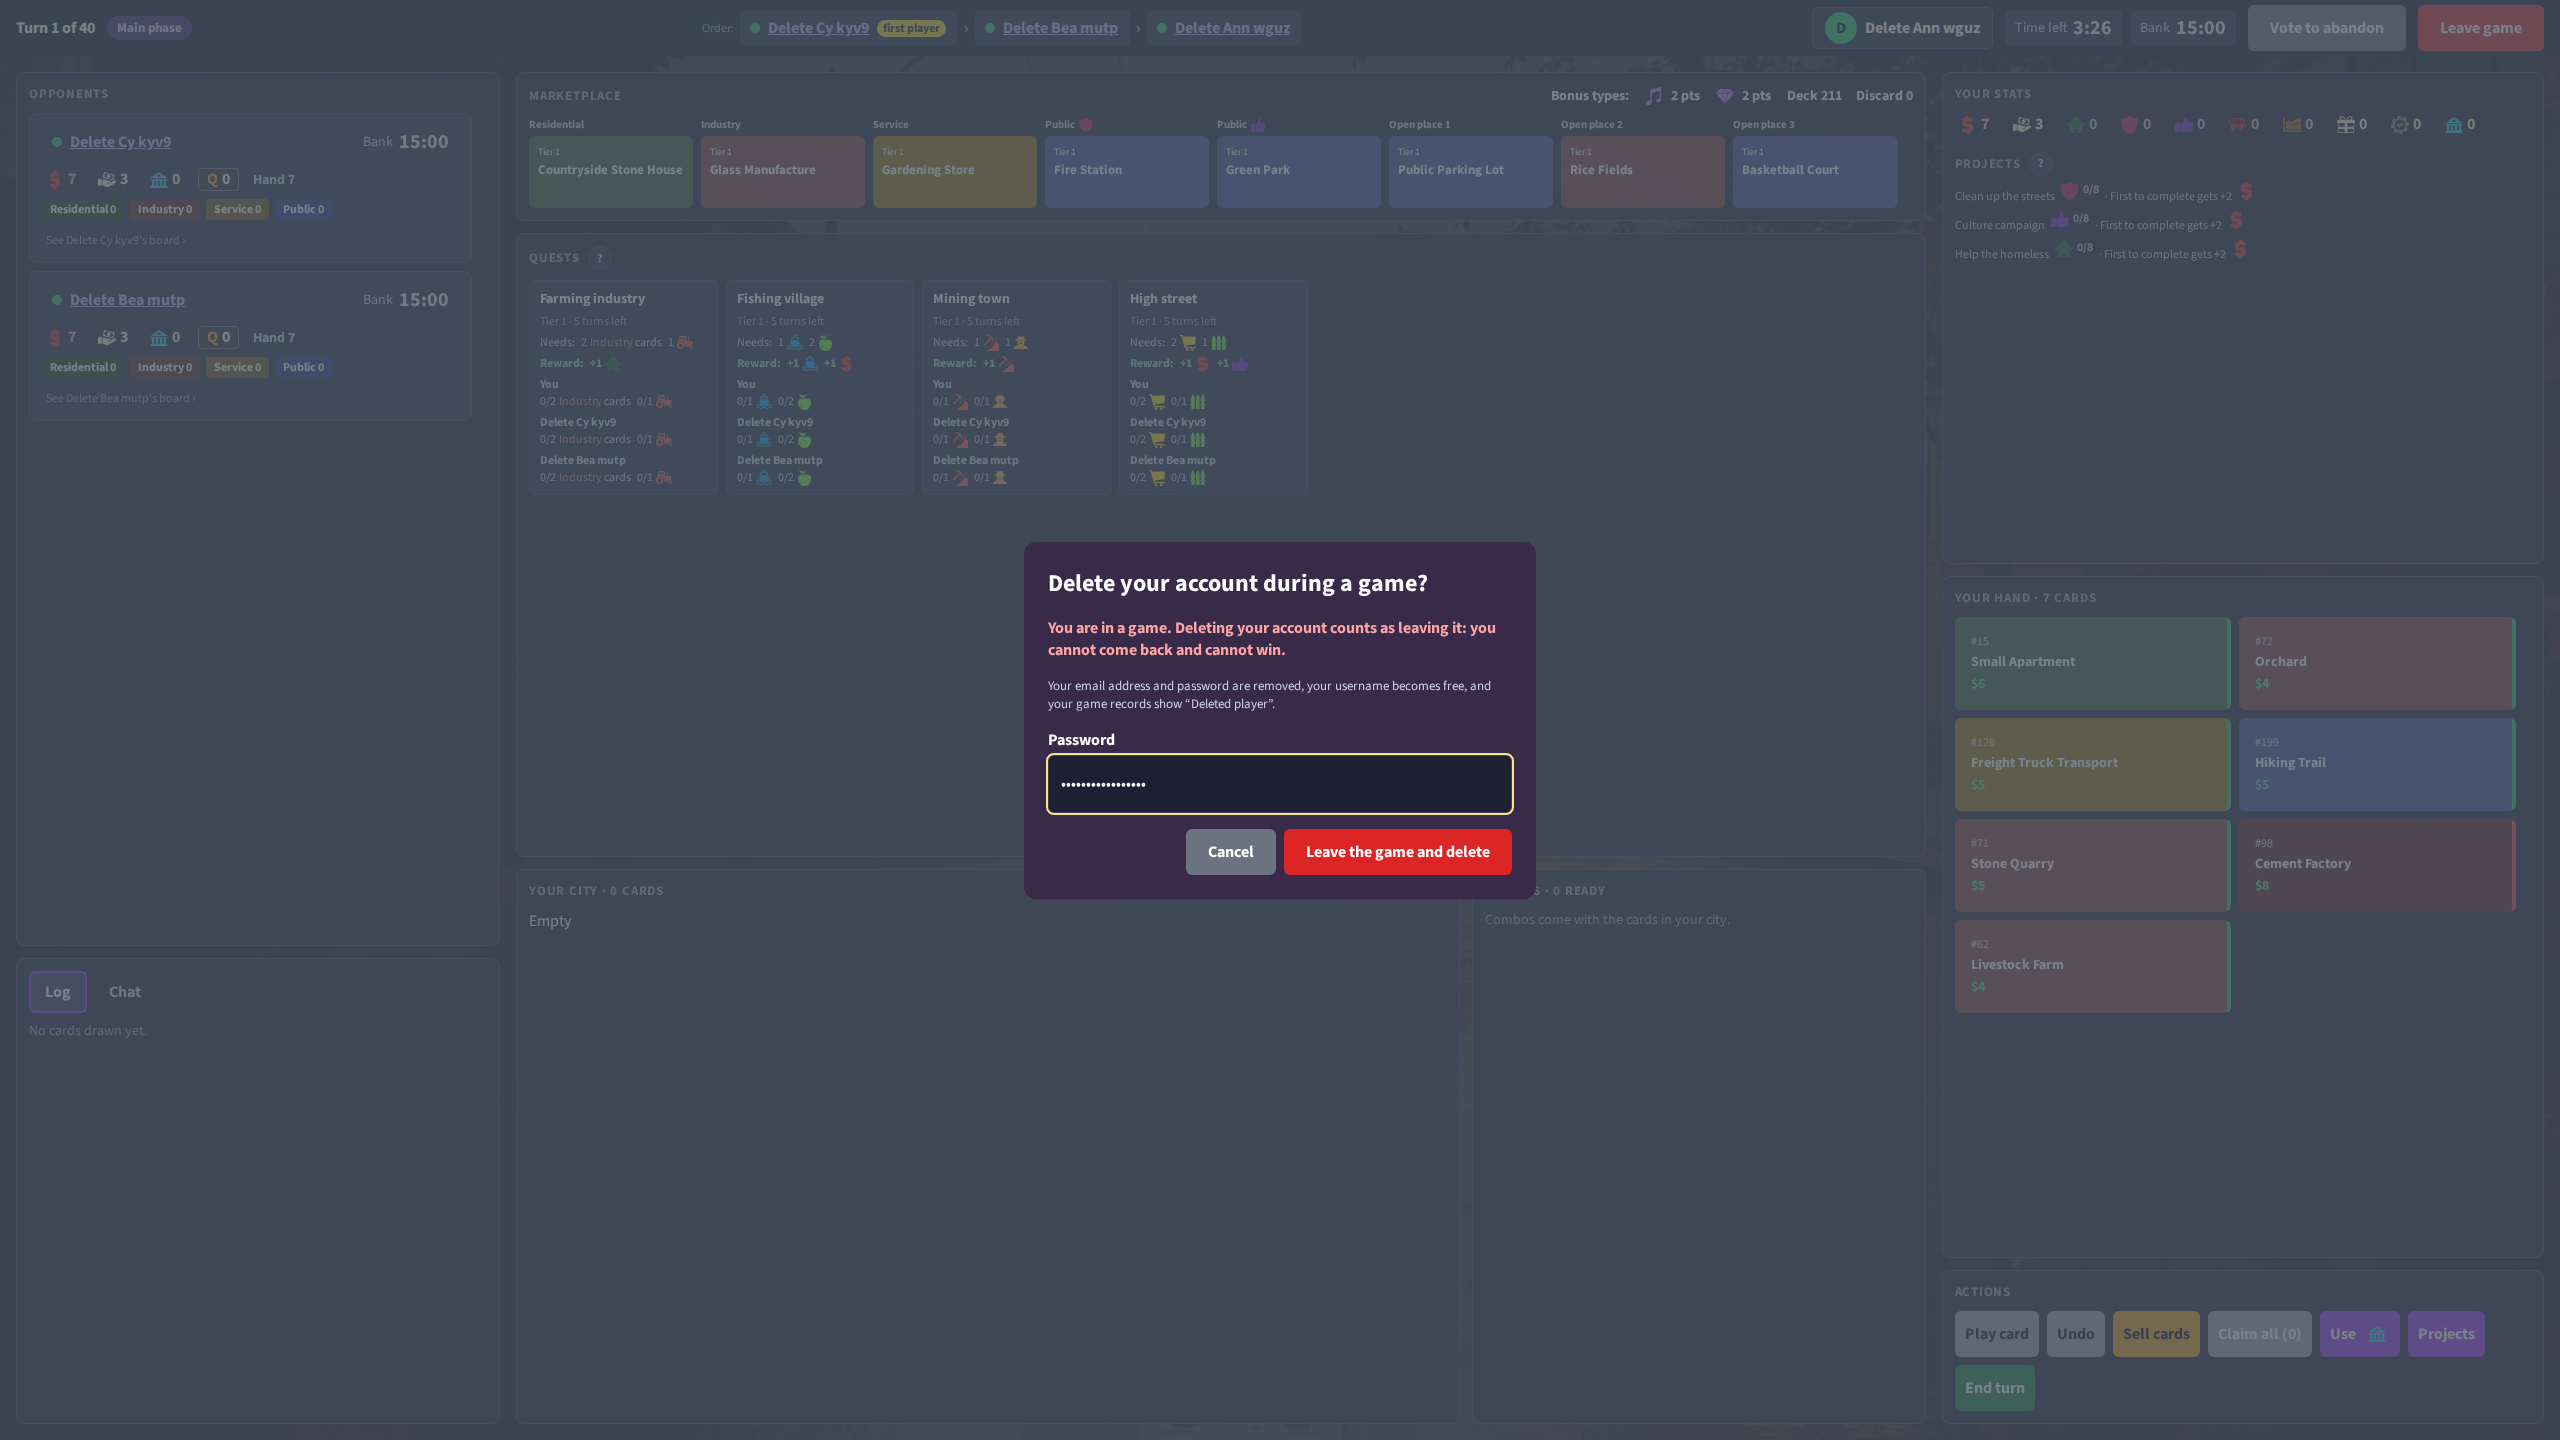 Turn 1 of 40 Main phase
Order: Delete Cy kyv9 first player › Delete Bea mutp › Delete Ann wguz
D Delete Ann wguz Time left 3:26 Bank 15:00 Vote to abandon Leave game
OPPONENTS
Delete Cy kyv9 Bank 15:00
7 3 0 Q 0 Hand 7
Residential 0 Industry 0 Service 0 Public 0
See Delete Cy kyv9's board ›
Delete Bea mutp Bank 15:00
7 3 0 Q 0 Hand 7
Residential 0 Industry 0 Service 0 Public 0
See Delete Bea mutp's board ›
Log Chat
No cards drawn yet.
MARKETPLACE Bonus types: 2 pts 2 pts Deck 211 Discard 0
Residential Industry Service Public Public Open place 1 Open place 2 Open place 3
Tier 1 Tier 1 Tier 1 Tier 1 Tier 1 Tier 1 Tier 1 Tier 1
Countryside Stone House Glass Manufacture Gardening Store Fire Station Green Park Public Parking Lot Rice Fields Basketball Court
QUESTS ?
Farming industry Fishing village Mining town High street
Tier 1 · 5 turns left Tier 1 · 5 turns left Tier 1 · 5 turns left Tier 1 · 5 turns left
Needs: 2 Industry cards 1 Needs: 1 2 Needs: 1 1 Needs: 2 1
Reward: +1 Reward: +1 +1 Reward: +1 Reward: +1 +1
You You You You
0/2 Industry cards 0/1 0/1 0/2 0/1 0/1 0/2 0/1
Delete Cy kyv9 Delete Cy kyv9 Delete Cy kyv9 Delete Cy kyv9
0/2 Industry cards 0/1 0/1 0/2 0/1 0/1 0/2 0/1
Delete Bea mutp Delete Bea mutp Delete Bea mutp Delete Bea mutp
0/2 Industry cards 0/1 0/1 0/2 0/1 0/1 0/2 0/1
Delete your account during a game?
You are in a game. Deleting your account counts as leaving it: you
cannot come back and cannot win.
Your email address and password are removed, your username becomes free, and
your game records show “Deleted player”.
Password
•••••••••••••••••
Cancel Leave the game and delete
YOUR CITY · 0 CARDS
Empty
S · 0 READY
Combos come with the cards in your city.
YOUR STATS
$ 7 3 0 0 0 0 0 0 0 0
PROJECTS ?
Clean up the streets 0/8 · First to complete gets +2 $
Culture campaign 0/8 · First to complete gets +2 $
Help the homeless 0/8 · First to complete gets +2 $
YOUR HAND · 7 CARDS
#15 #72
Small Apartment Orchard
$6 $4
#128 #199
Freight Truck Transport Hiking Trail
$5 $5
#71 #98
Stone Quarry Cement Factory
$5 $8
#62
Livestock Farm
$4
ACTIONS
Play card Undo Sell cards Claim all (0) Use Projects
End turn